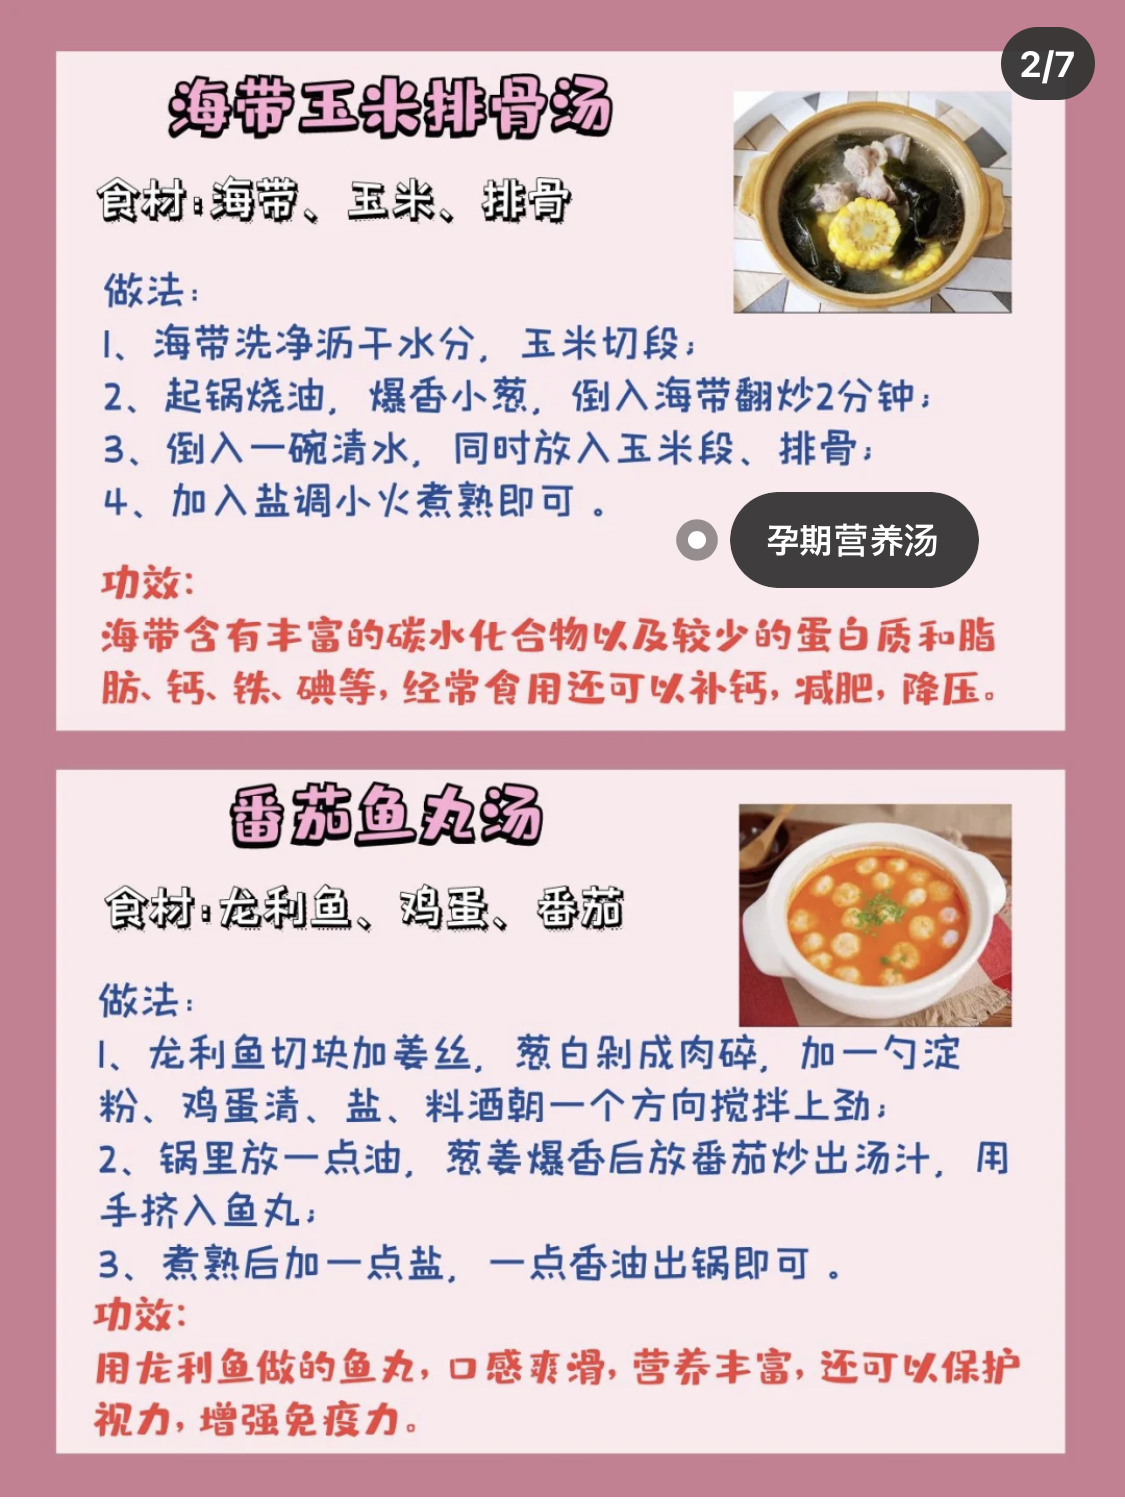 2/7
海带玉米排骨汤
食材:海带、玉米、排骨
做法:
1、海带洗净沥干水分，玉米切段;
2、起锅烧油，爆香小葱，倒入海带翻炒2分钟;
3、倒入一碗清水，同时放入玉米段、排骨;
4、加入盐调小火煮熟即可。
孕期营养汤
功效:
海带含有丰富的碳水化合物以及较少的蛋白质和脂
肪、钙、铁、碘等,经常食用还可以补钙,减肥,降压。
番茄鱼丸汤
食材:龙利鱼、鸡蛋、番茄
做法:
1、龙利鱼切块加姜丝，葱白剁成肉碎，加一勺淀
粉、鸡蛋清、盐、料酒朝一个方向搅拌上劲;
2、锅里放一点油，葱姜爆香后放番茄炒出汤汁，用
手挤入鱼丸;
3、煮熟后加一点盐，一点香油出锅即可。
功效:
用龙利鱼做的鱼丸,口感爽滑,营养丰富,还可以保护
视力,增强免疫力。